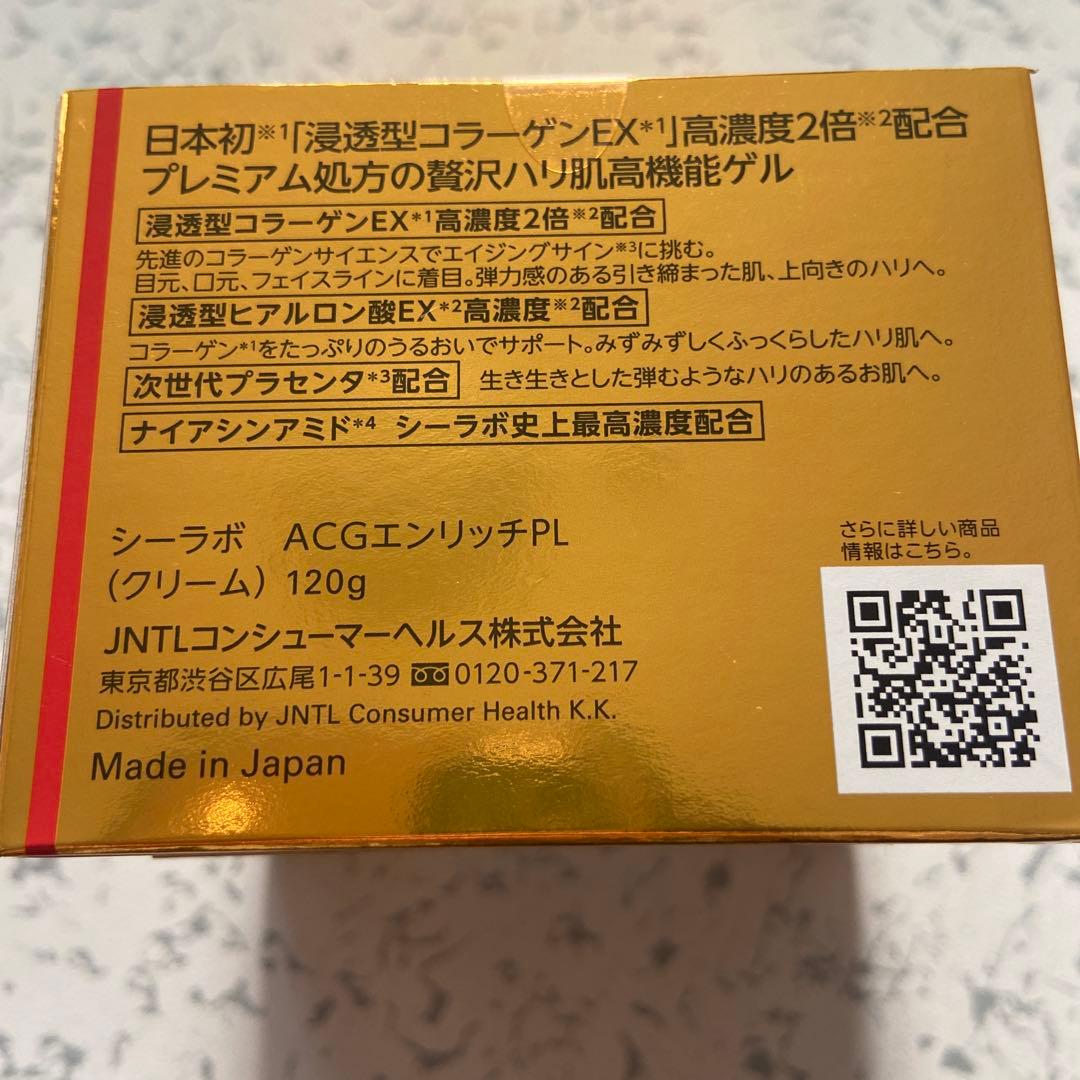 日本初※1「浸透型コラーゲンEX*1」高濃度2倍※2配合
プレミアム処方の贅沢ハリ肌高機能ゲル
浸透型コラーゲンEX*1高濃度2倍※2配合
先進のコラーゲンサイエンスでエイジングサイン※3に挑む。
目元、口元、フェイスラインに着目。弾力感のある引き締まった肌、上向きのハリへ。
浸透型ヒアルロン酸EX*2高濃度※2配合
コラーゲン*1をたっぷりのうるおいでサポート。みずみずしくふっくらしたハリ肌へ。
次世代プラセンタ*3配合 生き生きとした弾むようなハリのあるお肌へ。
ナイアシンアミド*4 シーラボ史上最高濃度配合
シーラボ ACGエンリッチPL
(クリーム) 120g
JNTLコンシューマーヘルス株式会社
東京都渋谷区広尾1-1-39 0120-371-217
Distributed by JNTL Consumer Health K.K.
Made in Japan
さらに詳しい商品
情報はこちら。